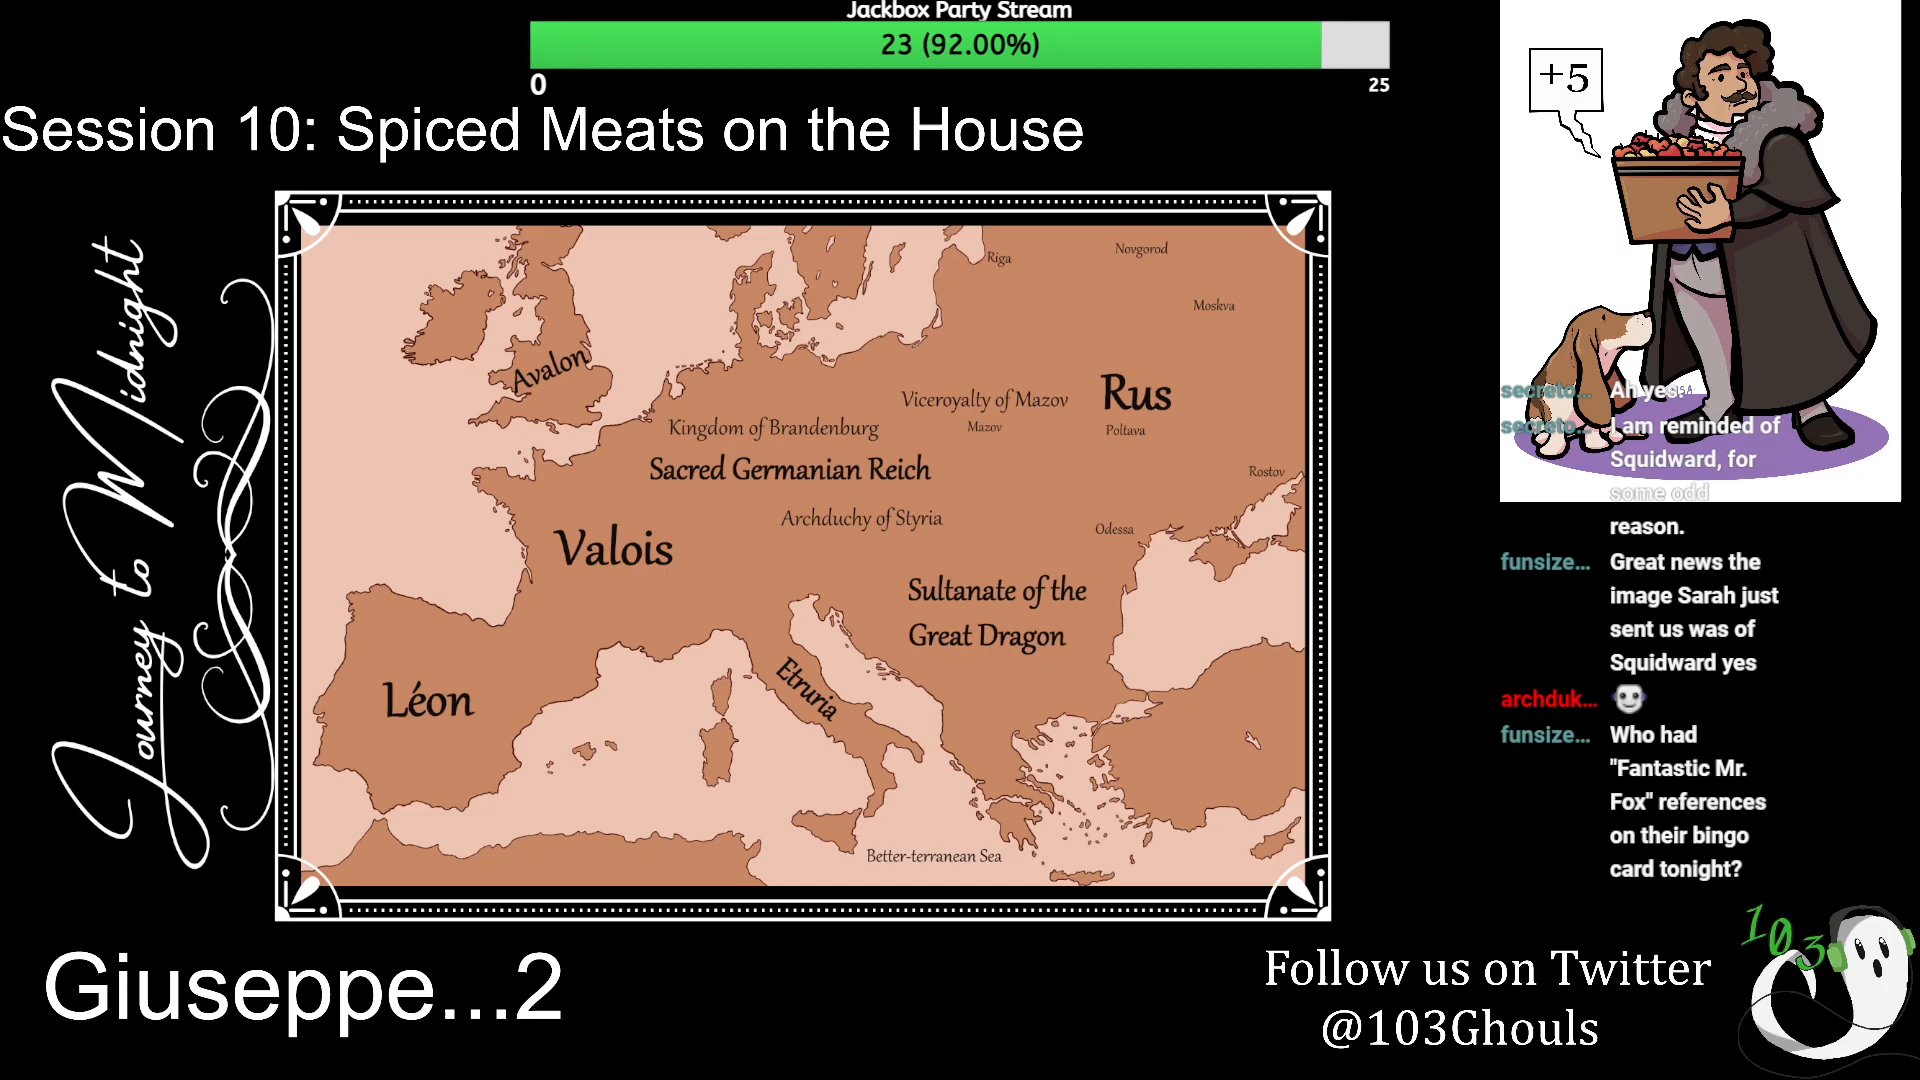 Jackbox Party Stream
23 (92.00%)
0
25
Session 10: Spiced Meats on the House
+5
Journey to Midnight
Novgorod
Riga
Moskva
Avalon
Rus
Viceroyalty of Mazov
Mazov
Poltava
Kingdom of Brandenburg
Sacred Germanian Reich
Rostov
Archduchy of Styria
Odessa
Valois
Sultanate of the
Great Dragon
Etruria
Léon
Better-terranean Sea
secreto... Ah yes.
secreto... I am reminded of
Squidward, for
some odd
reason.
funsize... Great news the
image Sarah just
sent us was of
Squidward yes
archduk...
funsize... Who had
"Fantastic Mr.
Fox" references
on their bingo
card tonight?
Giuseppe...2
Follow us on Twitter
@103Ghouls
103